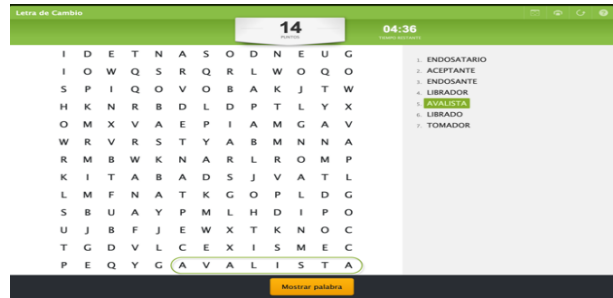 Letra de Cambio
14
PUNTOS
04:36
TIEMPO RESTANTE
I D E T N A S O D N E U G
I O W Q S R Q R L W O Q O
S P I Q O V O B A K J T W
H K N R B D L D P T L Y X
O M X V A E P I A M G A V
W R V R S T Y A B M N N A
R M B W K N A R L R O M P
K I T A B A D S J V A T L
L M F N A T K G O P L D G
S B U A Y P M L H D I P O
U J B F J E W X T K N O C
T G D V L C E X I S M E C
P E Q Y G A V A L I S T A
1. ENDOSATARIO
2. ACEPTANTE
3. ENDOSANTE
4. LIBRADOR
5. AVALISTA
6. LIBRADO
7. TOMADOR
Mostrar palabra